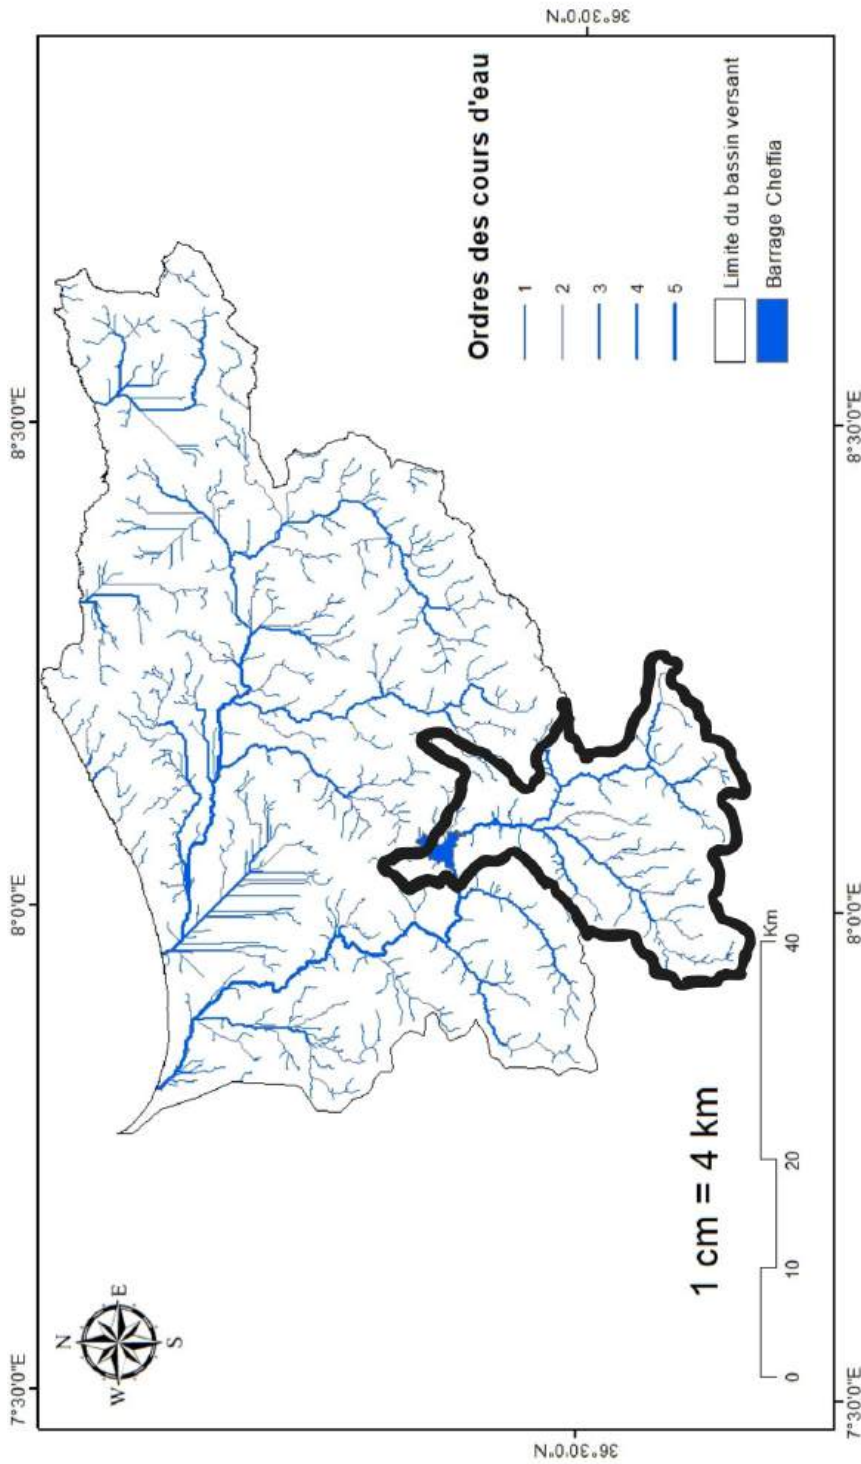 7°30'0"E 8°0'0"E 8°30'0"E
N
W E
S
Ordres des cours d'eau
1
2
3
4
5
Limite du bassin versant
Barrage Cheffia
36°30'0"N
36°30'0"N
1 cm = 4 km
0 10 20 40
Km
7°30'0"E 8°0'0"E 8°30'0"E